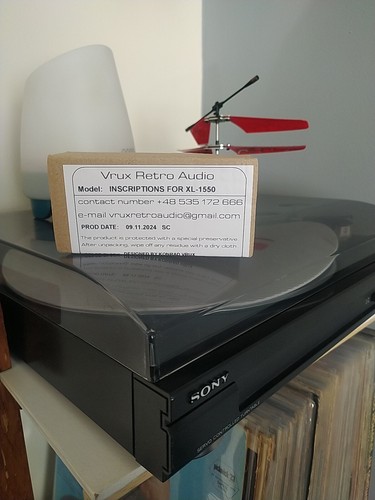 Vrux Retro Audio
Model: INSCRIPTIONS FOR XL-1550
contact number +48 535 172 666
e-mail vruxretroaudio@gmail.com
PROD DATE: 09.11.2024 SC
The product is protected with a special preservative.
After unpacking, wipe off any residue with a dry cloth.
DESIGNED BY KONRAD VRUX
SONY